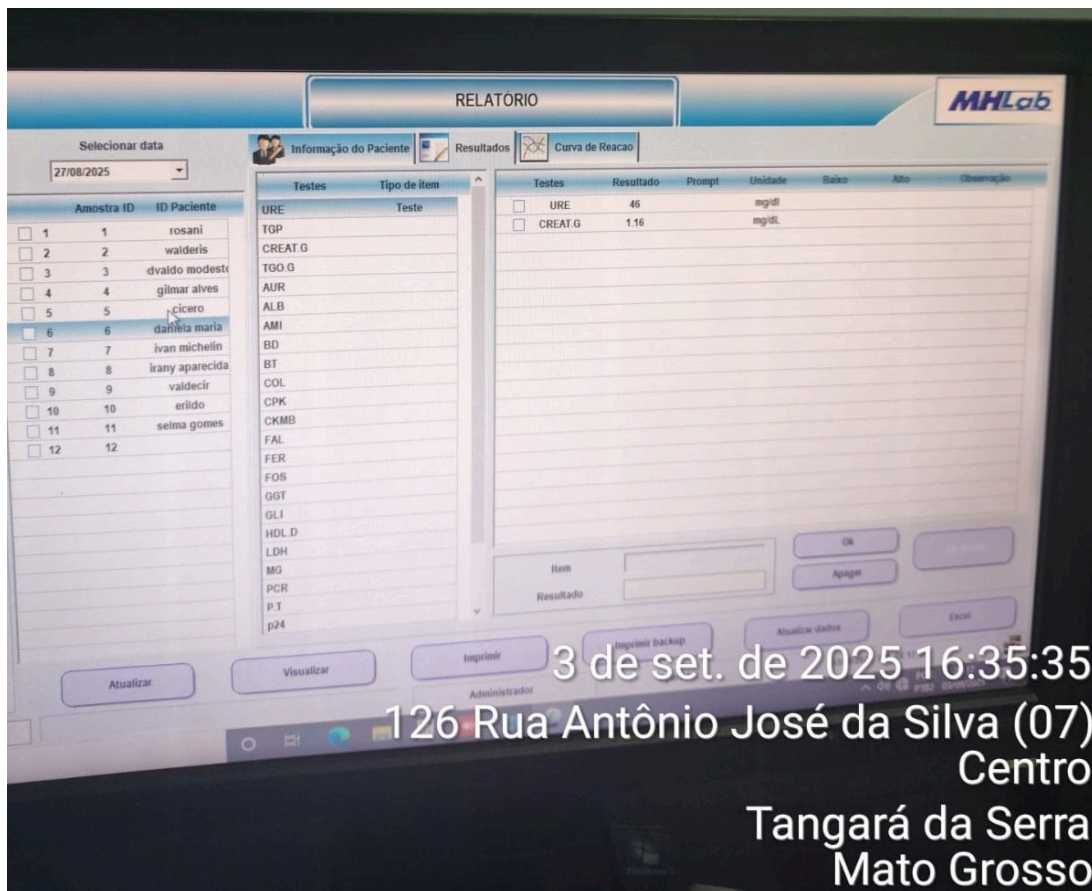 RELATÓRIO
MHLab
Selecionar data
27/08/2025
Informação do Paciente
Resultados
Curva de Reacao
Amostra ID ID Paciente
1 1 rosani
2 2 walderis
3 3 dvaldo modesto
4 4 gilmar alves
5 5 cicero
6 6 daniela maria
7 7 ivan michelin
8 8 irany aparecida
9 9 valdecir
10 10 erildo
11 11 selma gomes
12 12
Testes Tipo de item
URE Teste
TGP
CREAT.G
TGO.G
AUR
ALB
AMI
BD
BT
COL
CPK
CKMB
FAL
FER
FOS
GGT
GLI
HDL.D
LDH
MG
PCR
P.T
p24
Testes Resultado Prompt Unidade Baixo Alto Observação
URE 46 mg/dl
CREAT.G 1.16 mg/dL
Item
Resultado
Ok
Apagar
Atualizar
Visualizar
Imprimir
Imprimir backup
Atualizar dados
Excel
Administrador
3 de set. de 2025 16:35:35
126 Rua Antônio José da Silva (07)
Centro
Tangará da Serra
Mato Grosso